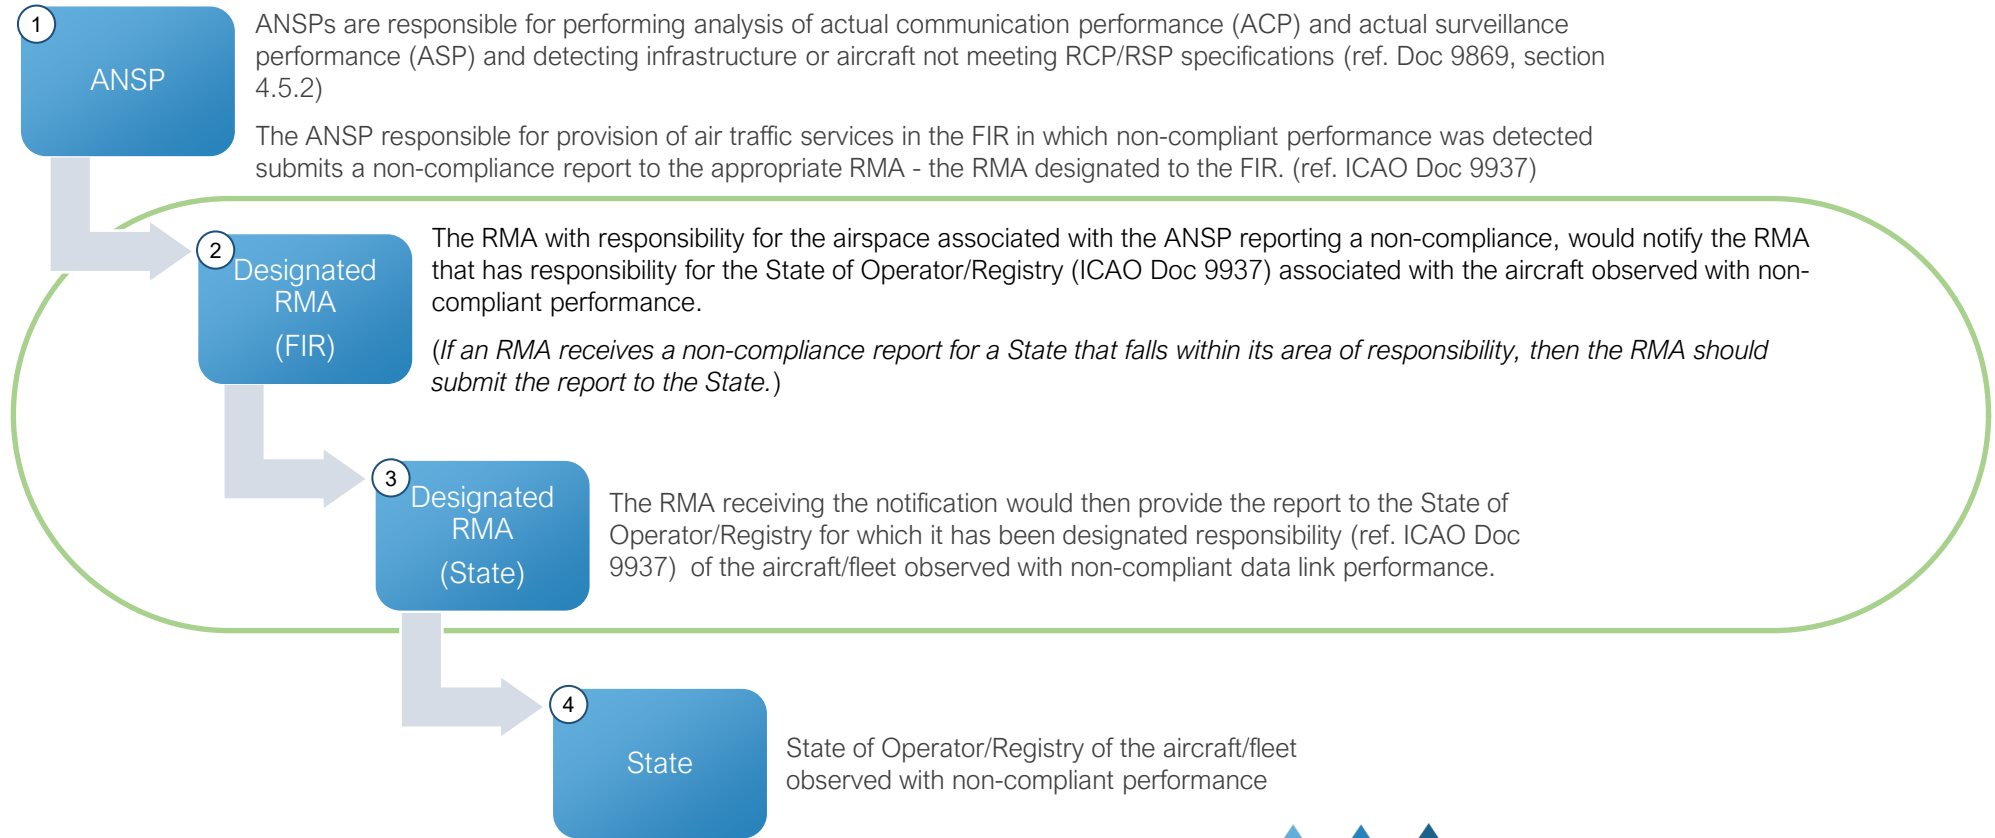 1
ANSP
ANSPs are responsible for performing analysis of actual communication performance (ACP) and actual surveillance
performance (ASP) and detecting infrastructure or aircraft not meeting RCP/RSP specifications (ref. Doc 9869, section
4.5.2)
The ANSP responsible for provision of air traffic services in the FIR in which non-compliant performance was detected
submits a non-compliance report to the appropriate RMA - the RMA designated to the FIR. (ref. ICAO Doc 9937)
2
Designated
RMA
(FIR)
The RMA with responsibility for the airspace associated with the ANSP reporting a non-compliance, would notify the RMA
that has responsibility for the State of Operator/Registry (ICAO Doc 9937) associated with the aircraft observed with non-
compliant performance.
(If an RMA receives a non-compliance report for a State that falls within its area of responsibility, then the RMA should
submit the report to the State.)
3
Designated
RMA
(State)
The RMA receiving the notification would then provide the report to the State of
Operator/Registry for which it has been designated responsibility (ref. ICAO Doc
9937) of the aircraft/fleet observed with non-compliant data link performance.
4
State
State of Operator/Registry of the aircraft/fleet
observed with non-compliant performance